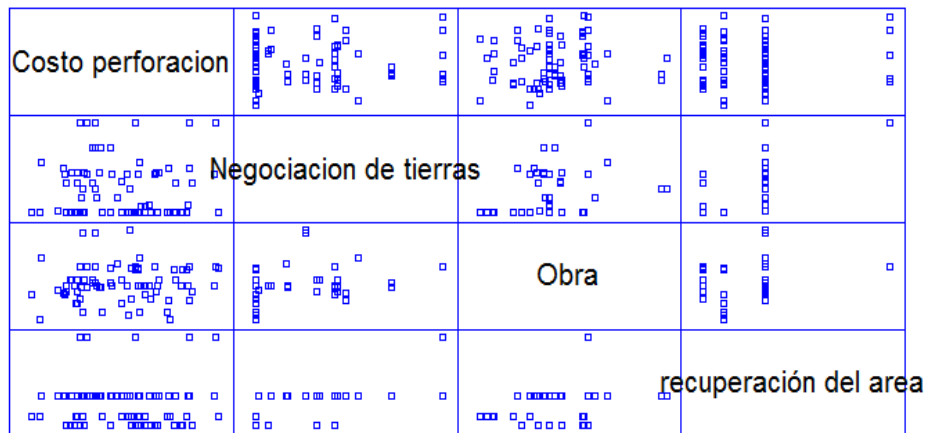 Costo perforacion
Negociacion de tierras
Obra
recuperación del area